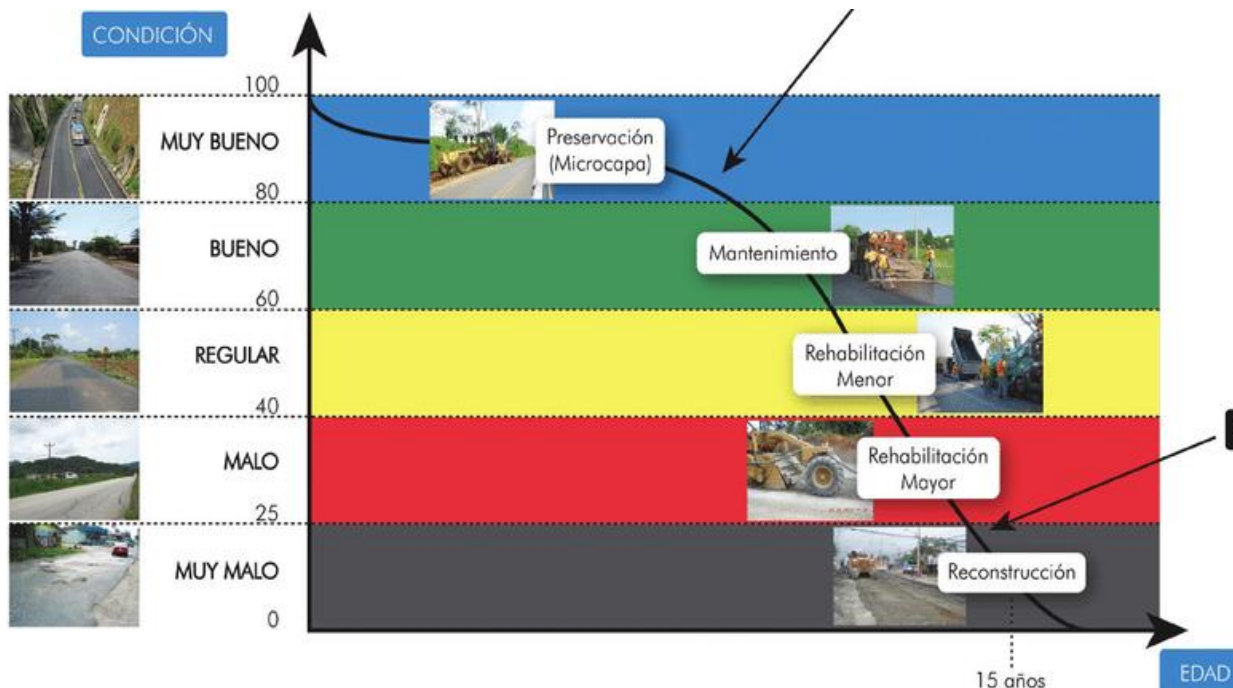 CONDICIÓN
100
MUY BUENO
Preservación
(Microcapa)
80
BUENO
Mantenimiento
60
REGULAR
Rehabilitación
Menor
40
MALO
Rehabilitación
Mayor
25
MUY MALO
Reconstrucción
0
15 años
EDAD